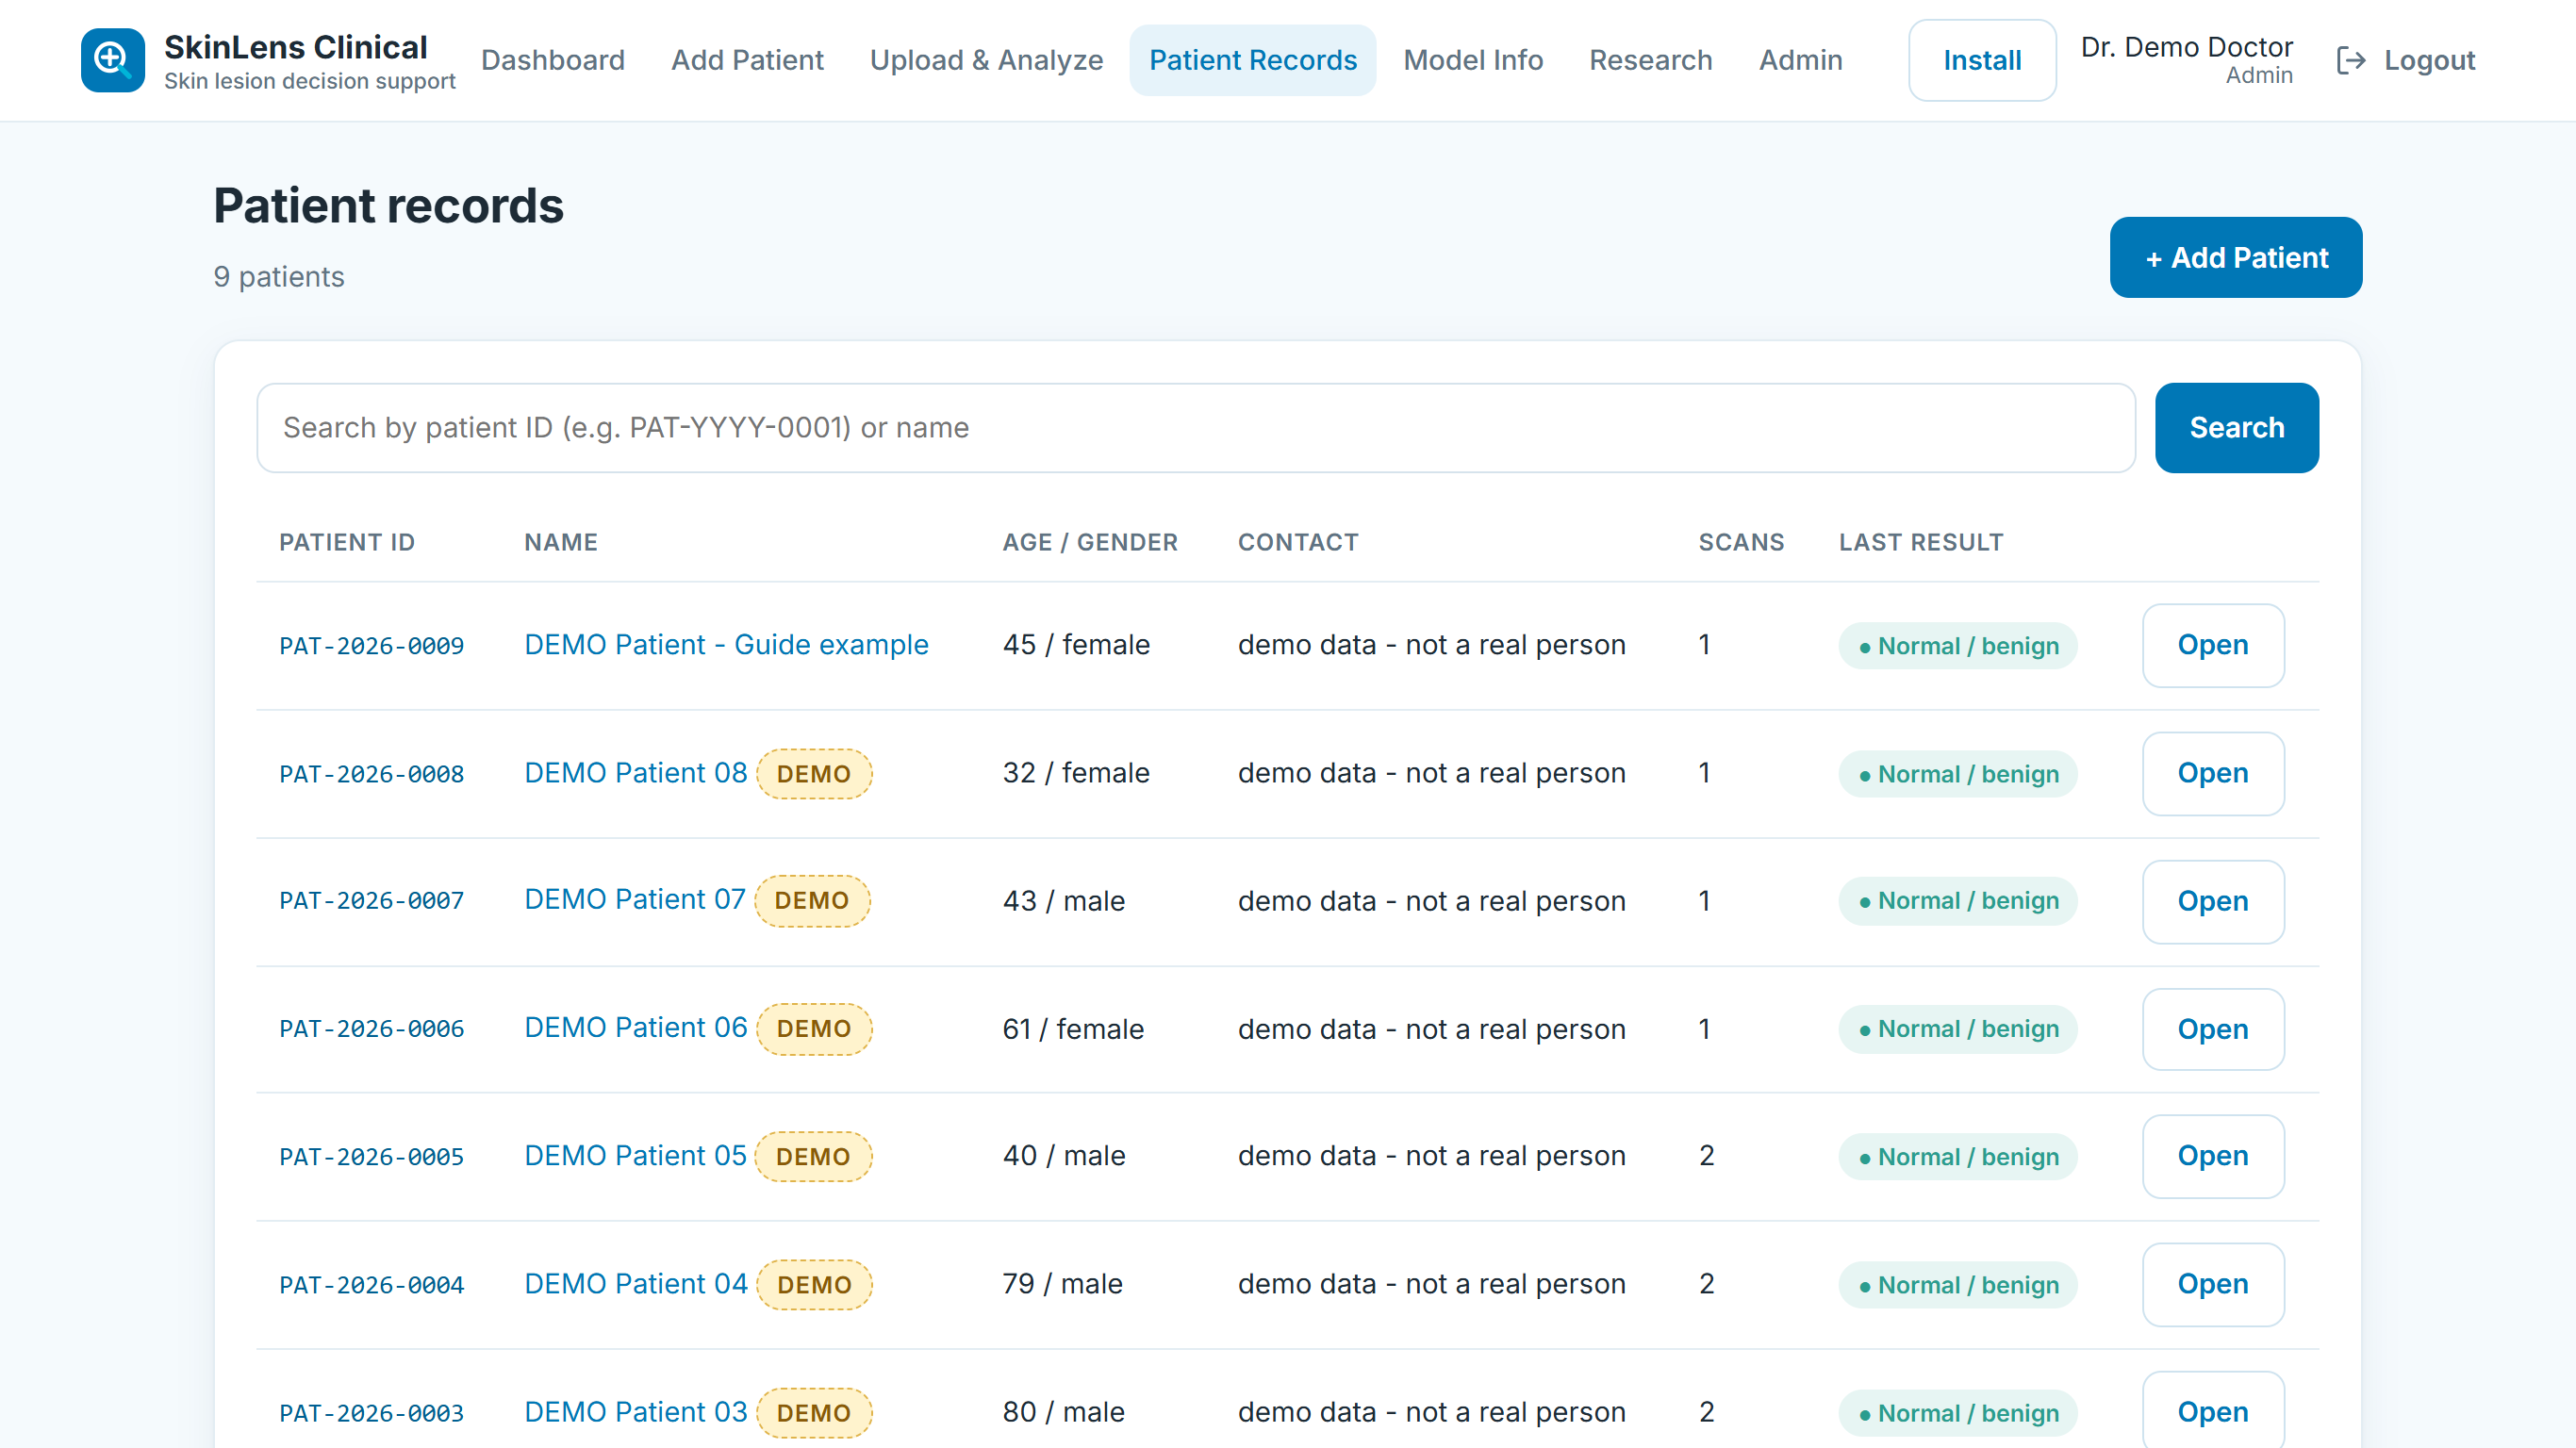 SkinLens Clinical
Skin lesion decision support
Dashboard Add Patient Upload & Analyze Patient Records Model Info Research Admin Install Dr. Demo Doctor Logout
Admin
Patient records
9 patients
+ Add Patient
Search by patient ID (e.g. PAT-YYYY-0001) or name Search
PATIENT ID NAME AGE / GENDER CONTACT SCANS LAST RESULT
PAT-2026-0009 DEMO Patient - Guide example 45 / female demo data - not a real person 1 Normal / benign Open
PAT-2026-0008 DEMO Patient 08 DEMO 32 / female demo data - not a real person 1 Normal / benign Open
PAT-2026-0007 DEMO Patient 07 DEMO 43 / male demo data - not a real person 1 Normal / benign Open
PAT-2026-0006 DEMO Patient 06 DEMO 61 / female demo data - not a real person 1 Normal / benign Open
PAT-2026-0005 DEMO Patient 05 DEMO 40 / male demo data - not a real person 2 Normal / benign Open
PAT-2026-0004 DEMO Patient 04 DEMO 79 / male demo data - not a real person 2 Normal / benign Open
PAT-2026-0003 DEMO Patient 03 DEMO 80 / male demo data - not a real person 2 Normal / benign Open